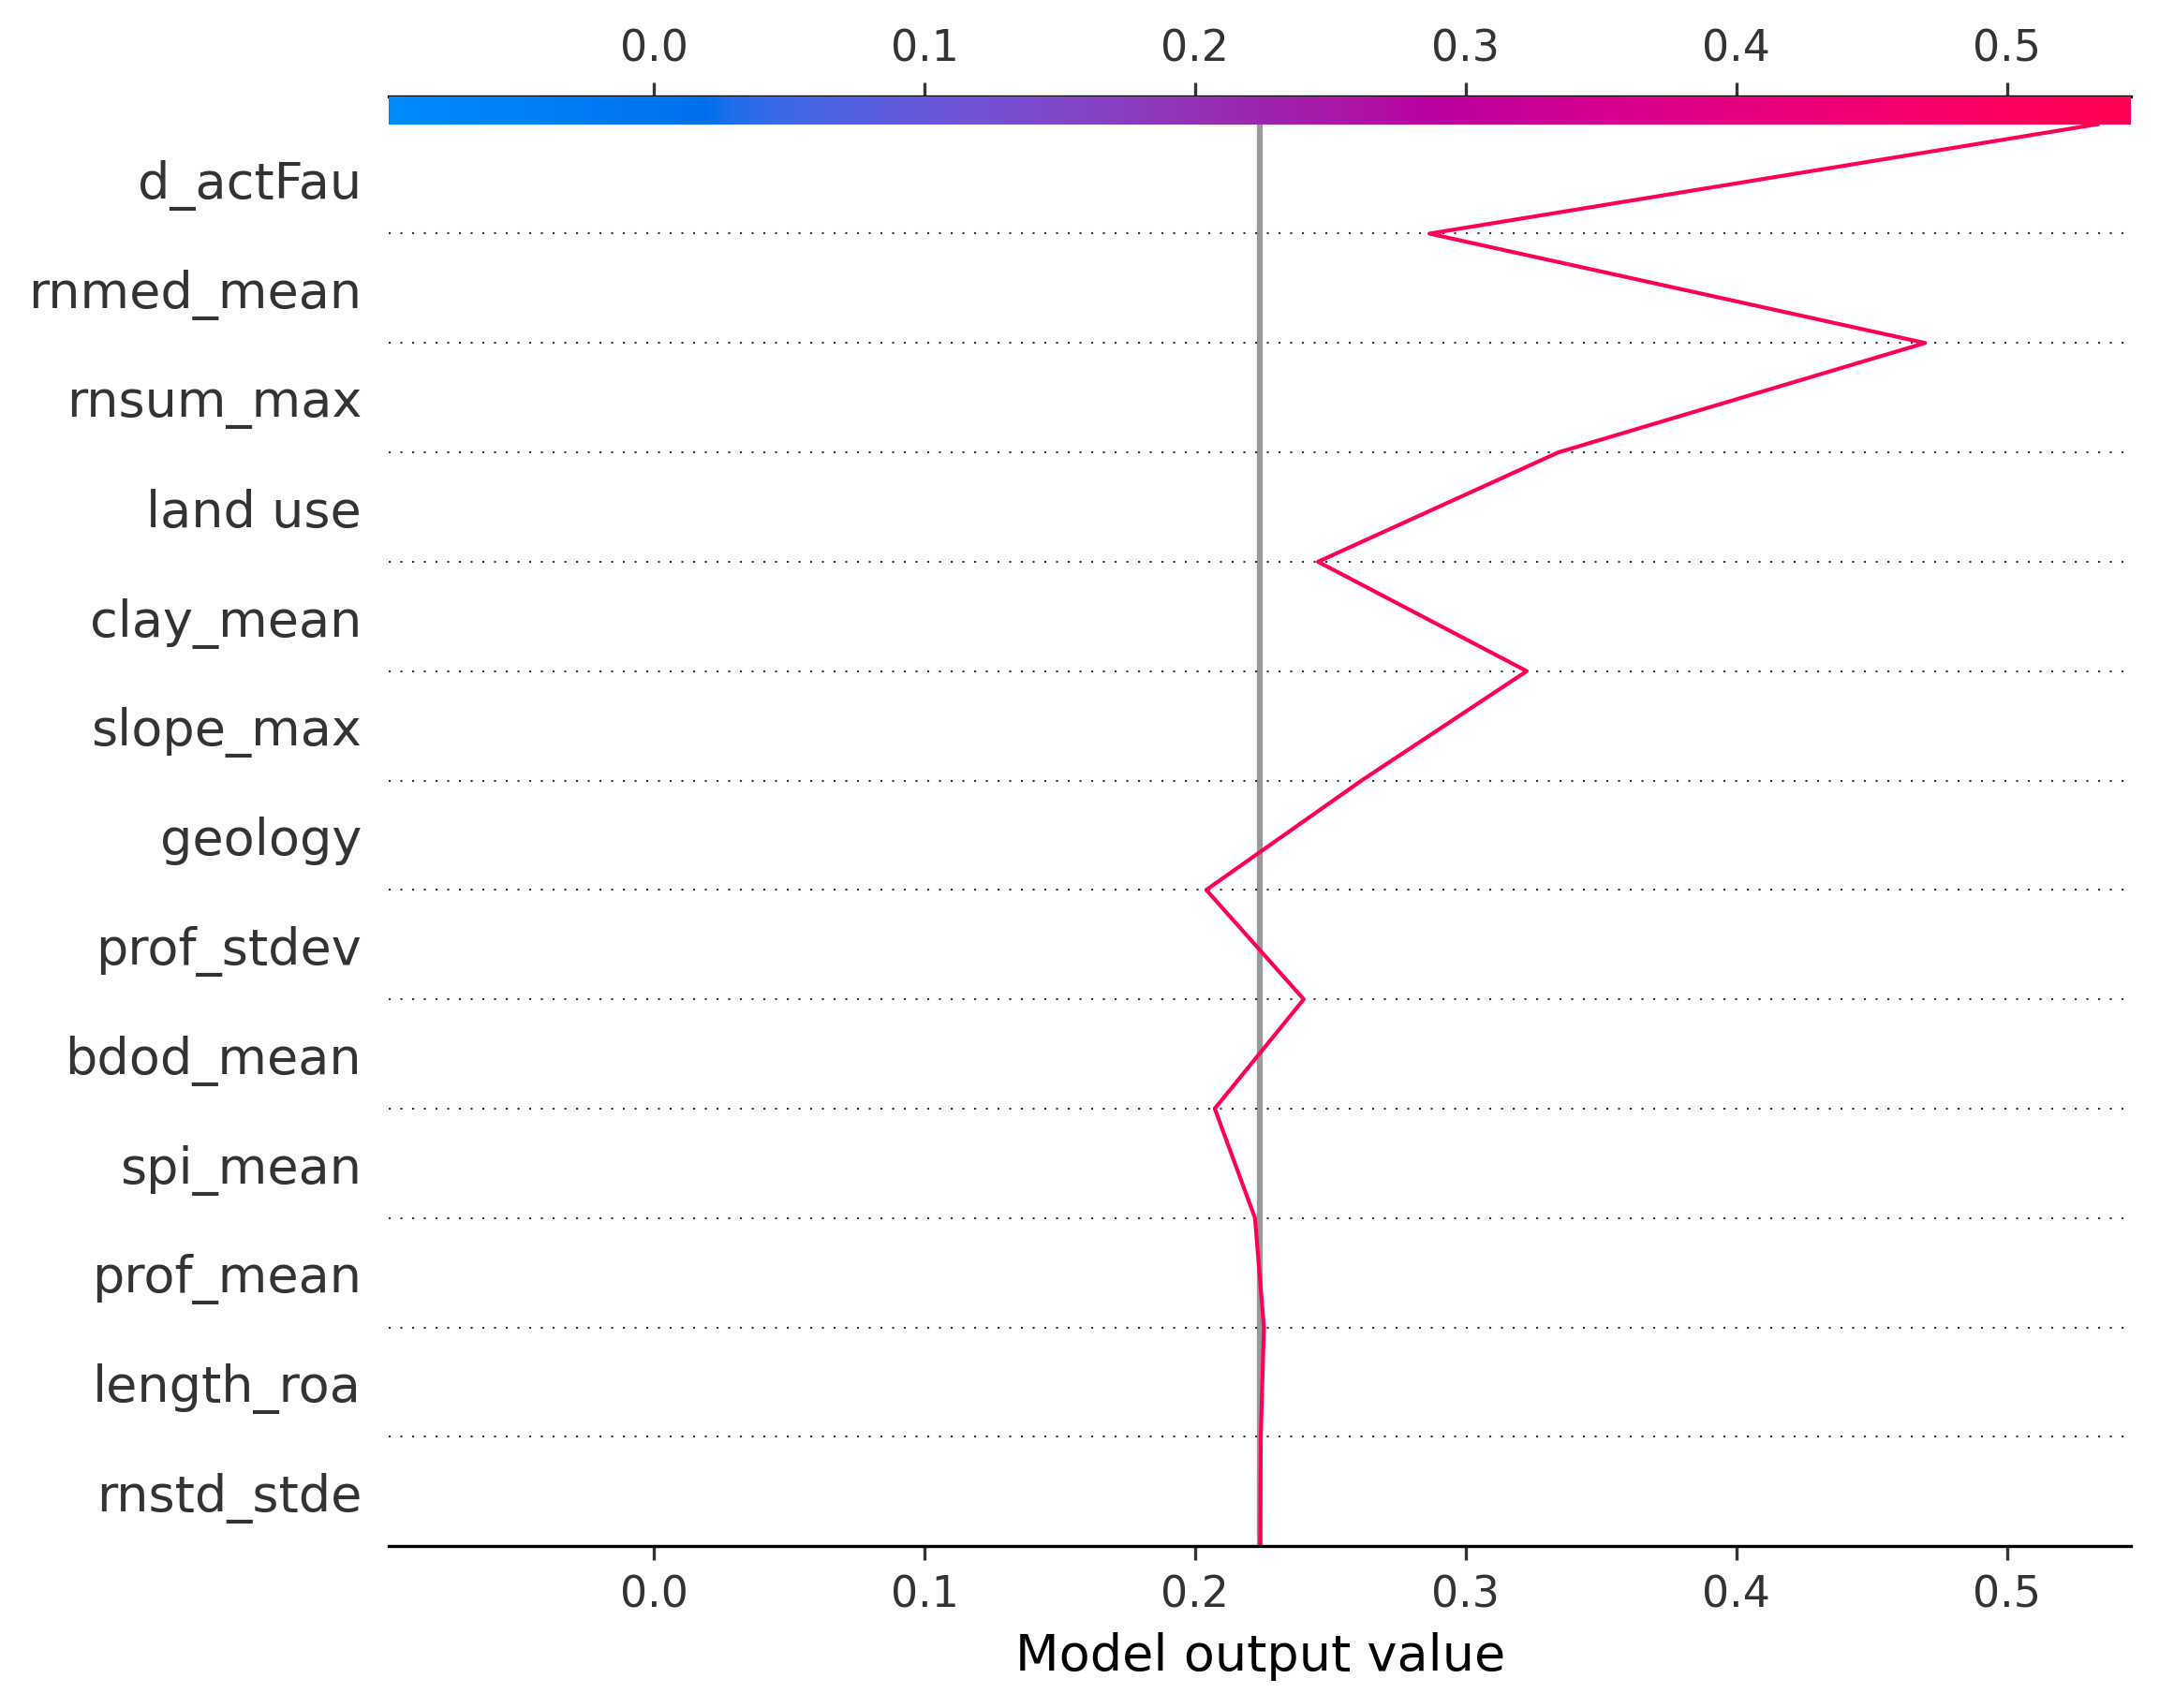 0.0 0.1 0.2 0.3 0.4 0.5
d_actFau
rnmed_mean
rnsum_max
land use
clay_mean
slope_max
geology
prof_stdev
bdod_mean
spi_mean
prof_mean
length_roa
rnstd_stde
0.0 0.1 0.2 0.3 0.4 0.5
Model output value